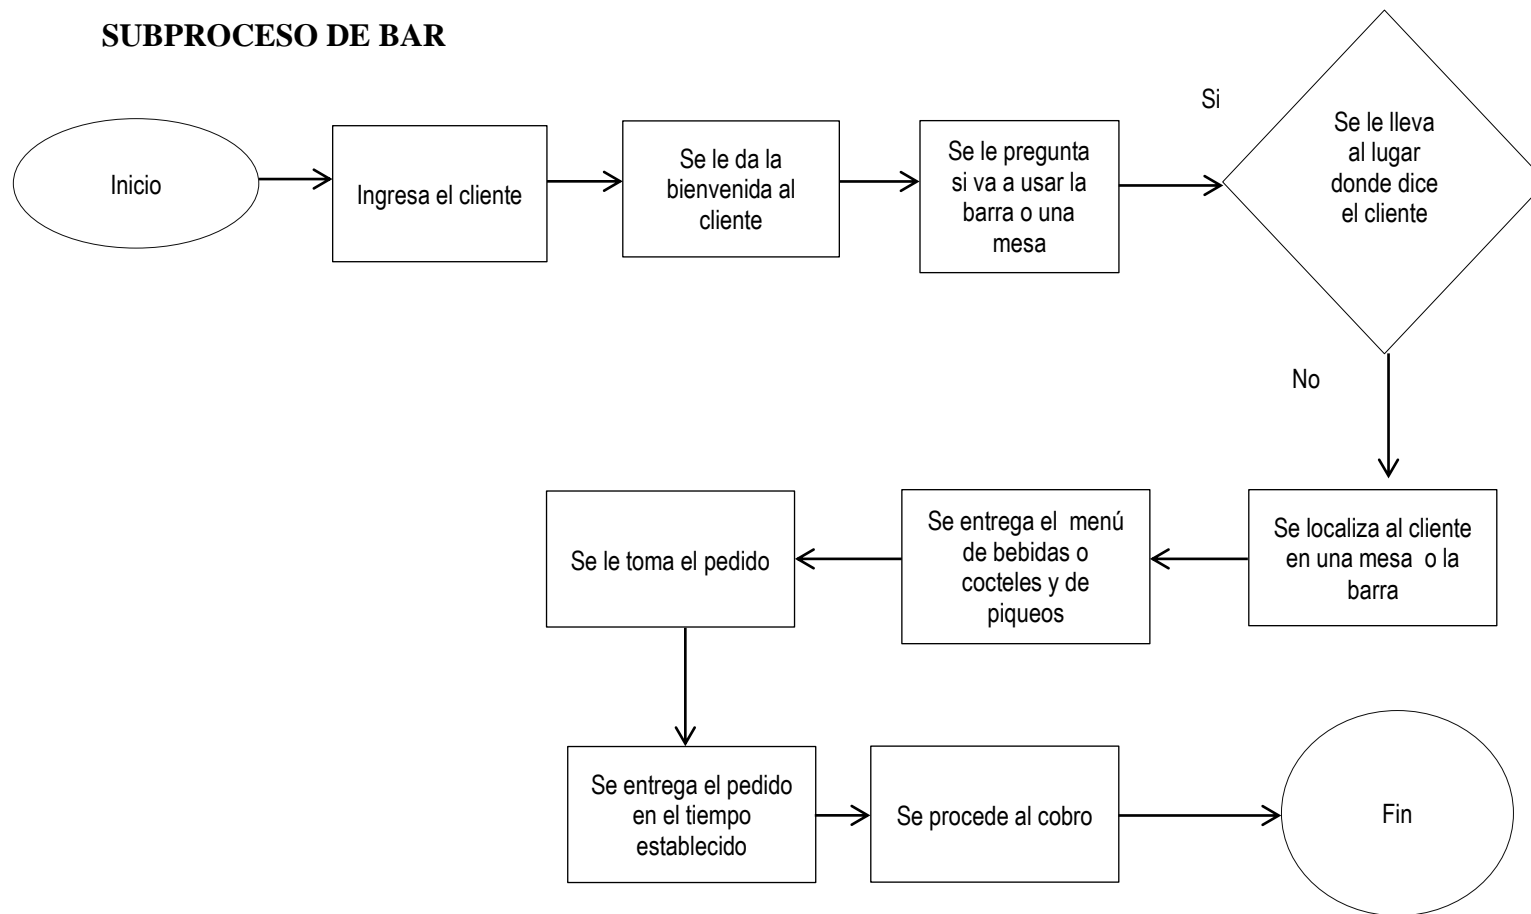 SUBPROCESO DE BAR
Inicio
Ingresa el cliente
Se le da la
bienvenida al
cliente
Se le pregunta
si va a usar la
barra o una
mesa
Si
Se le lleva
al lugar
donde dice
el cliente
No
Se localiza al cliente
en una mesa o la
barra
Se entrega el menú
de bebidas o
cocteles y de
piqueos
Se le toma el pedido
Se entrega el pedido
en el tiempo
establecido
Se procede al cobro
Fin